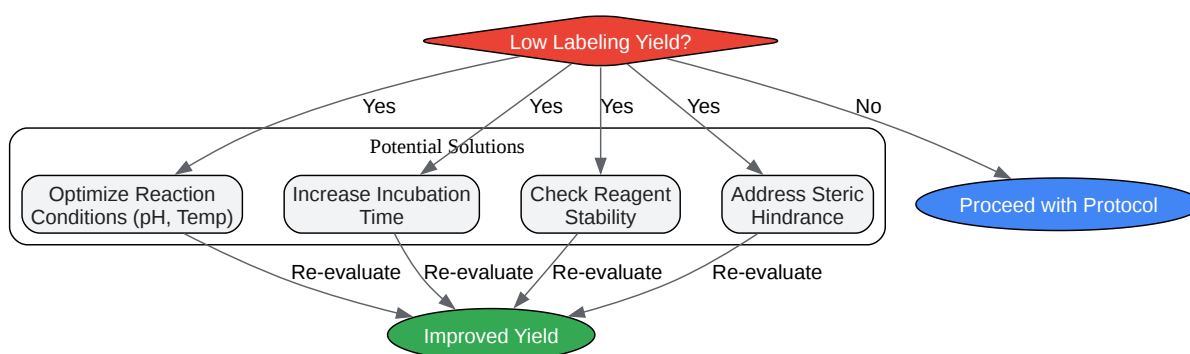 Low Labeling Yield?
Yes
Yes
Yes
Yes
No
Potential Solutions
Optimize Reaction
Conditions (pH, Temp)
Increase Incubation
Time
Check Reagent
Stability
Address Steric
Hindrance
Proceed with Protocol
Re-evaluate
Re-evaluate
Re-evaluate
Re-evaluate
Improved Yield